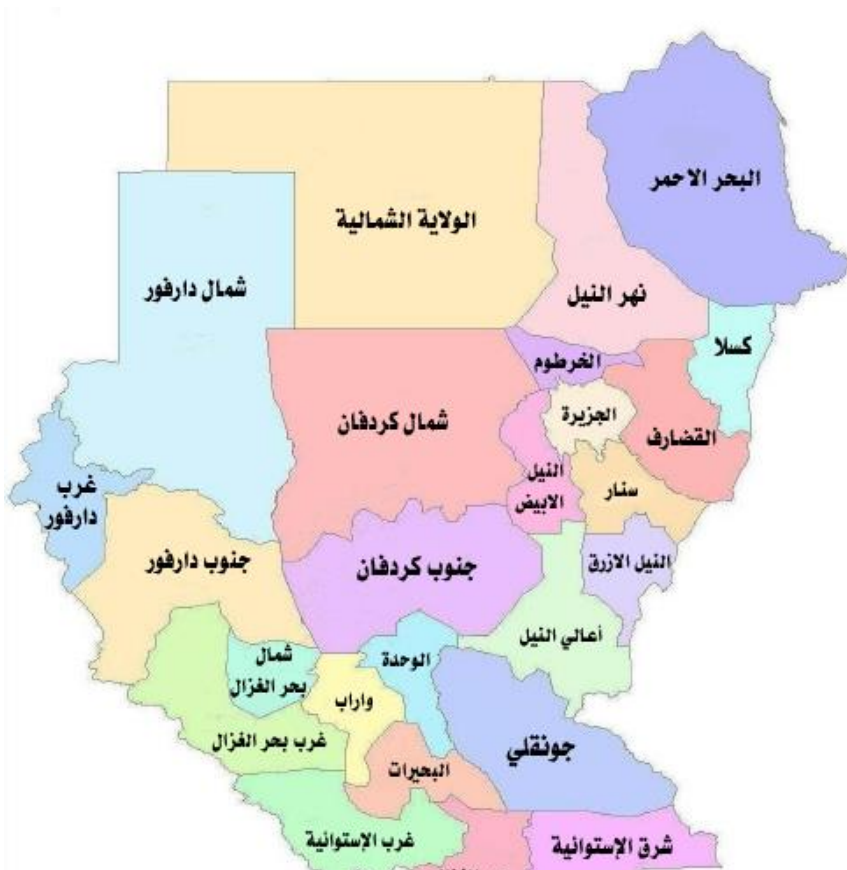 البحر الاحمر
الولاية الشمالية
نهر النيل
شمال دارفور
كسلا
الخرطوم
الجزيرة
شمال كردفان
القضارف
النيل
الابيض
سنار
غرب
دارفور
جنوب دارفور
جنوب كردفان
النيل الازرق
أعالي النيل
شمال
بحر الغزال
الوحدة
واراب
غرب بحر الغزال
جونقلي
البحيرات
غرب الإستوائية
شرق الإستوائية